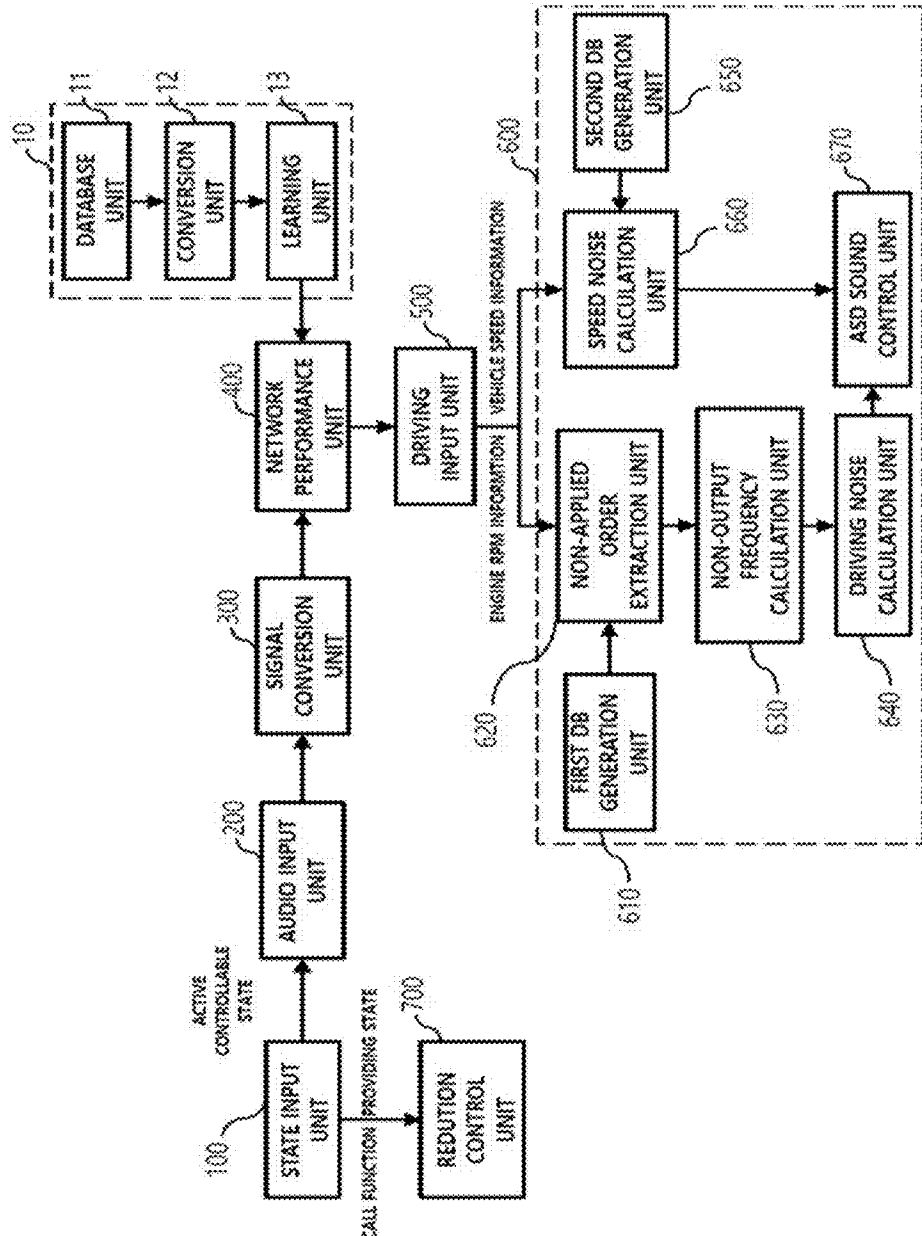 10
DATABASE
UNIT
11
CONVERSION
UNIT
12
LEARNING
UNIT
13
ACTIVE
CONTROLLABLE
STATE
100
STATE INPUT
UNIT
200
AUDIO INPUT
UNIT
300
SIGNAL
CONVERSION
UNIT
400
NETWORK
PERFORMANCE
UNIT
CALL FUNCTION PROVIDING STATE
700
REDUTION
CONTROL
UNIT
500
DRIVING
INPUT UNIT
ENGINE RPM INFORMTION
VEHICLE SPEED INFORMATION
600
610
FIRST DB
GENERATION
UNIT
620
NON-APPLIED
ORDER
EXTRACTION UNIT
630
NON-OUTPUT
FREQUENCY
CALCULATION UNIT
640
DRIVING NOISE
CALCULATION UNIT
SECOND DB
GENERATION
UNIT
650
SPEED NOISE
CALCULATION
UNIT
660
670
ASD SOUND
CONTROL UNIT